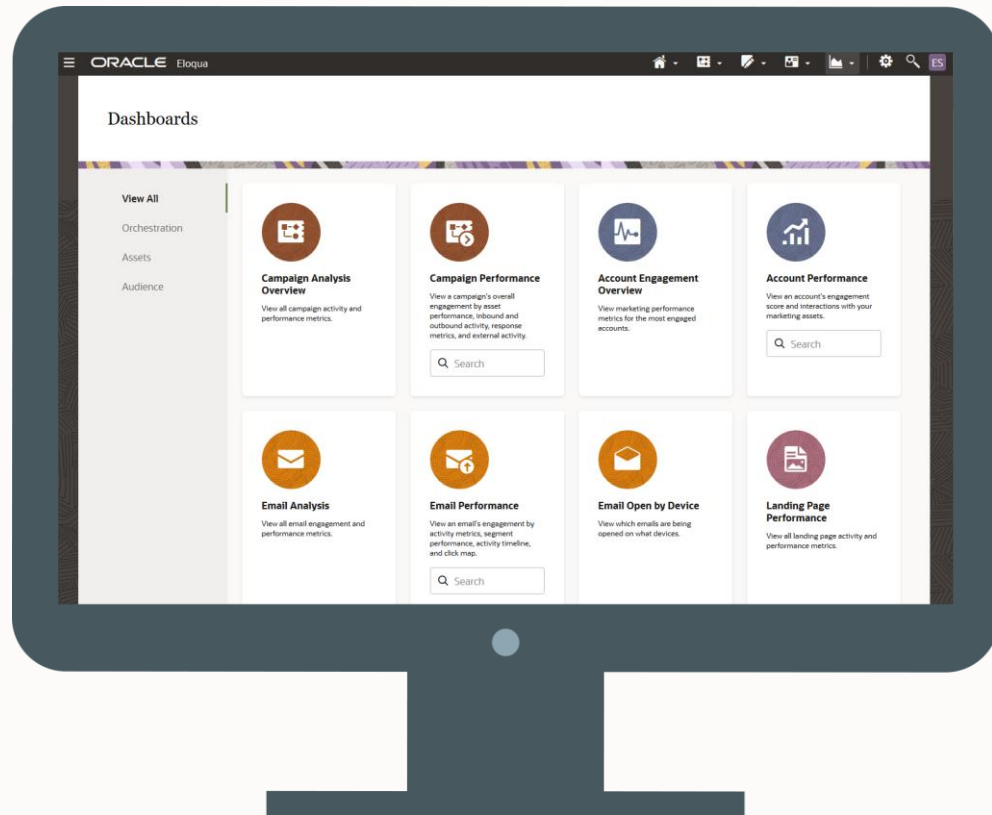 ORACLE Eloqua
ES
Dashboards
View All
Orchestration
Assets
Audience
Campaign Analysis
Overview
View all campaign activity and
performance metrics.
Campaign Performance
View a campaign's overall
engagement by asset
performance, inbound and
outbound activity, response
metrics, and external activity.
Search
Account Engagement
Overview
View marketing performance
metrics for the most engaged
accounts.
Account Performance
View an account's engagement
score and interactions with your
marketing assets.
Search
Email Analysis
View all email engagement and
performance metrics.
Email Performance
View an email's engagement by
activity metrics, segment
performance, activity timeline,
and click map.
Search
Email Open by Device
View which emails are being
opened on what devices.
Landing Page
Performance
View all landing page activity and
performance metrics.